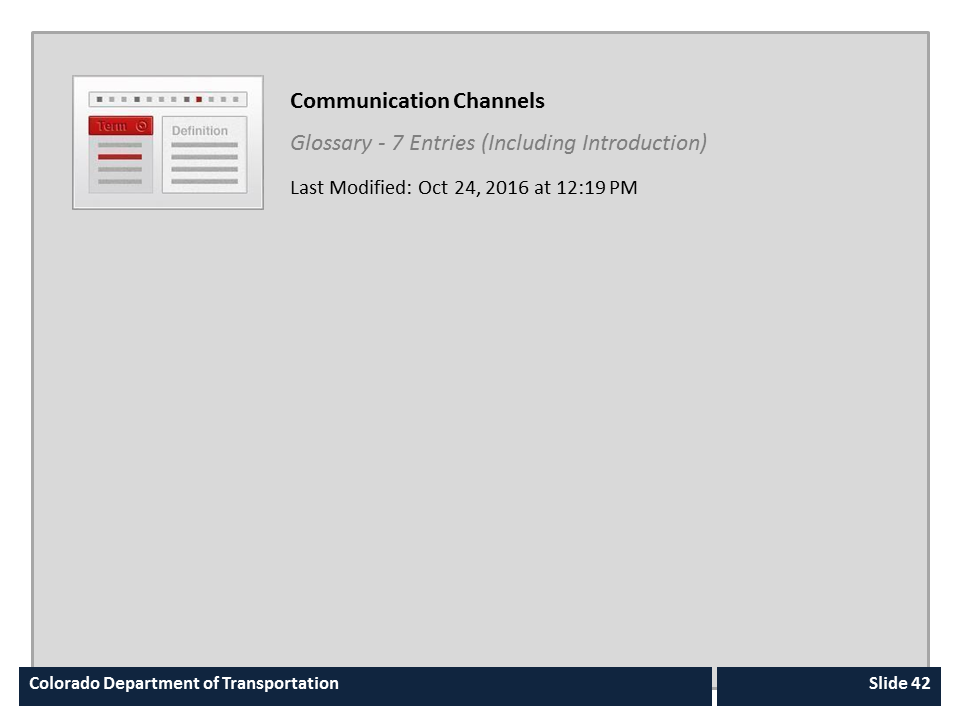 Term
Definition
Communication Channels
Glossary - 7 Entries (Including Introduction)
Last Modified: Oct 24, 2016 at 12:19 PM
Colorado Department of Transportation
Slide 42